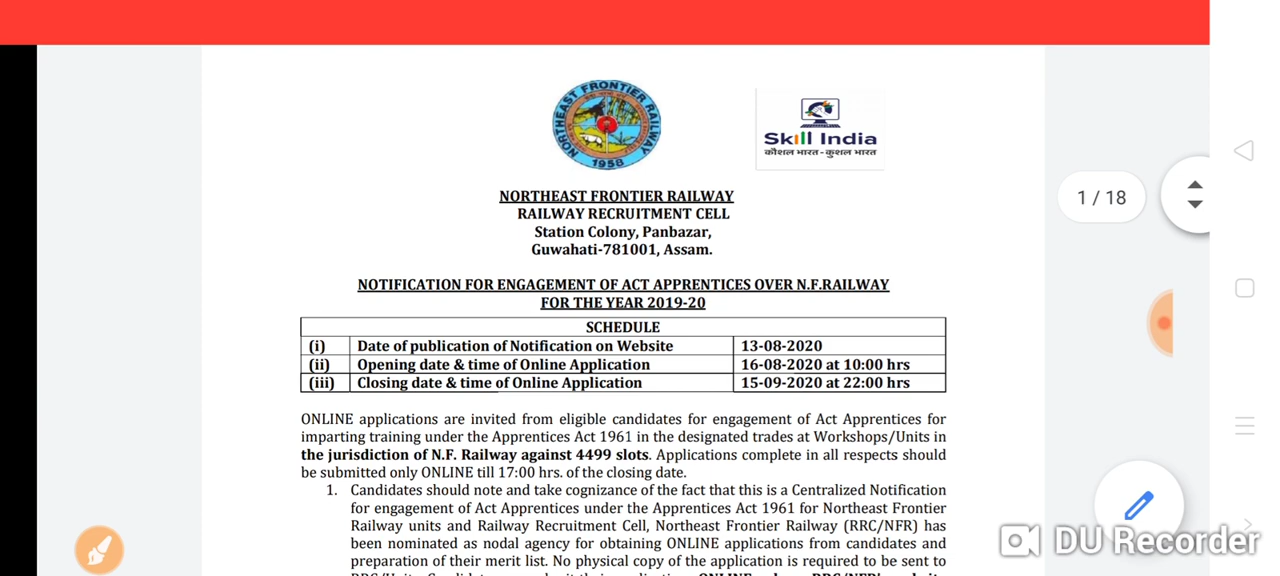 NORTHEAST FRONTIER RAILWAY
1958
Skill India
कौशल भारत - कुशल भारत
NORTHEAST FRONTIER RAILWAY
RAILWAY RECRUITMENT CELL
Station Colony, Panbazar,
Guwahati-781001, Assam.
1 / 18
NOTIFICATION FOR ENGAGEMENT OF ACT APPRENTICES OVER N.F.RAILWAY
FOR THE YEAR 2019-20
SCHEDULE
(i) Date of publication of Notification on Website 13-08-2020
(ii) Opening date & time of Online Application 16-08-2020 at 10:00 hrs
(iii) Closing date & time of Online Application 15-09-2020 at 22:00 hrs
ONLINE applications are invited from eligible candidates for engagement of Act Apprentices for
imparting training under the Apprentices Act 1961 in the designated trades at Workshops/Units in
the jurisdiction of N.F. Railway against 4499 slots. Applications complete in all respects should
be submitted only ONLINE till 17:00 hrs. of the closing date.
1. Candidates should note and take cognizance of the fact that this is a Centralized Notification
for engagement of Act Apprentices under the Apprentices Act 1961 for Northeast Frontier
Railway units and Railway Recruitment Cell, Northeast Frontier Railway (RRC/NFR) has
been nominated as nodal agency for obtaining ONLINE applications from candidates and
preparation of their merit list. No physical copy of the application is required to be sent to
DU Recorder